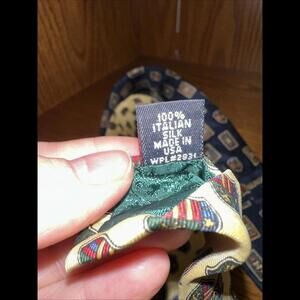 100%
ITALIAN
SILK
MADE IN
USA
WPL#2831